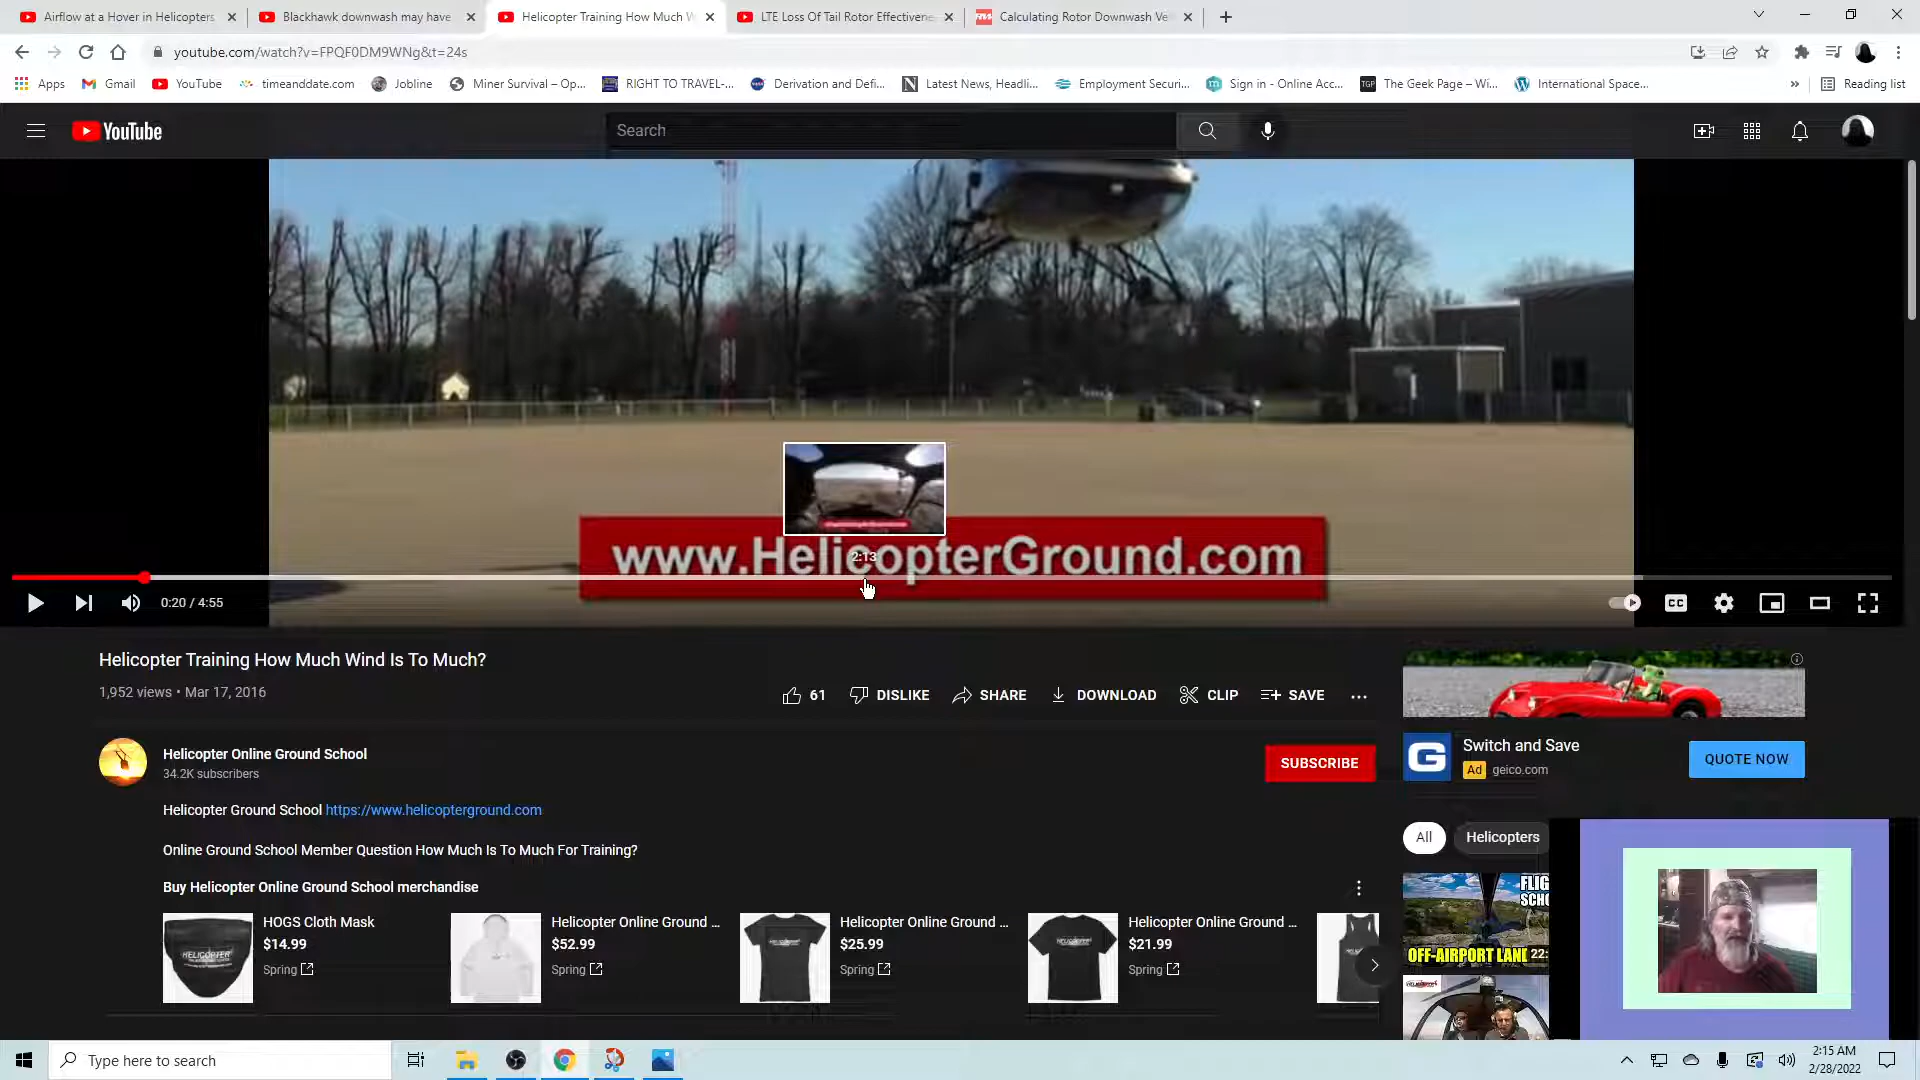 Airflow at a Hover in Helicopters
Blackhawk downwash may have
Helicopter Training How Much W
LTE Loss Of Tail Rotor Effectivene
Calculating Rotor Downwash Ve
youtube.com/watch?v=FPQF0DM9WNg&t=24s
Apps
Gmail
YouTube
timeanddate.com
Jobline
Miner Survival – Op...
RIGHT TO TRAVEL-...
Derivation and Defi...
Latest News, Headli...
Employment Securi...
Sign in - Online Acc...
TGP
The Geek Page – Wi...
International Space...
Reading list
YouTube
Search
www.HelicopterGround.com
2:13
0:20 / 4:55
CC
Helicopter Training How Much Wind Is To Much?
1,952 views • Mar 17, 2016
61
DISLIKE
SHARE
DOWNLOAD
CLIP
SAVE
Helicopter Online Ground School
34.2K subscribers
SUBSCRIBE
Helicopter Ground School https://www.helicopterground.com
Online Ground School Member Question How Much Is To Much For Training?
Buy Helicopter Online Ground School merchandise
HOGS Cloth Mask
$14.99
Spring
Helicopter Online Ground ...
$52.99
Spring
Helicopter Online Ground ...
$25.99
Spring
Helicopter Online Ground ...
$21.99
Spring
Switch and Save
Ad geico.com
QUOTE NOW
All
Helicopters
OFF-AIRPORT LAN
22:
Type here to search
2:15 AM
2/28/2022